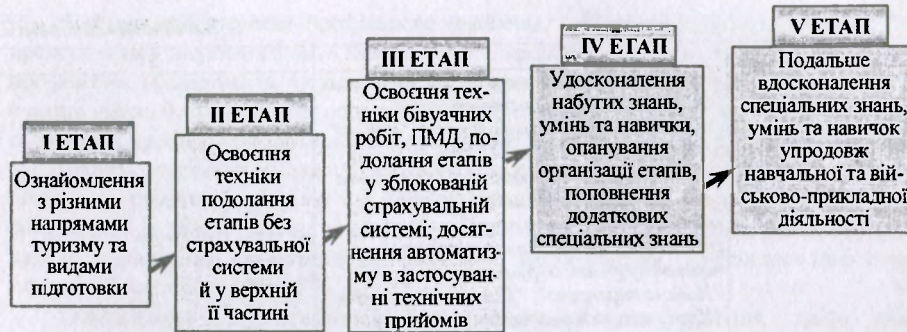 І ЕТАП
Ознайомлення
з різними
напрямами
туризму та
видами
підготовки
ІІ ЕТАП
Освоєння
техніки
подолання
етапів без
страхувальної
системи
й у верхній
її частині
ІІІ ЕТАП
Освоєння тех-
ніки бівуачних
робіт, ПМД, по-
долання етапів
у зблокованій
страхувальній
системі; досяг-
нення автоматиз-
му в застосуван-
ні технічних
прийомів
IV ЕТАП
Удосконалення
набутих знань,
умінь та навички,
опанування
організації етапів,
поповнення
додаткових
спеціальних знань
V ЕТАП
Подальше
вдосконалення
спеціальних знань,
умінь та навичок
упродовж
навчальної та вій-
ськово-прикладної
діяльності